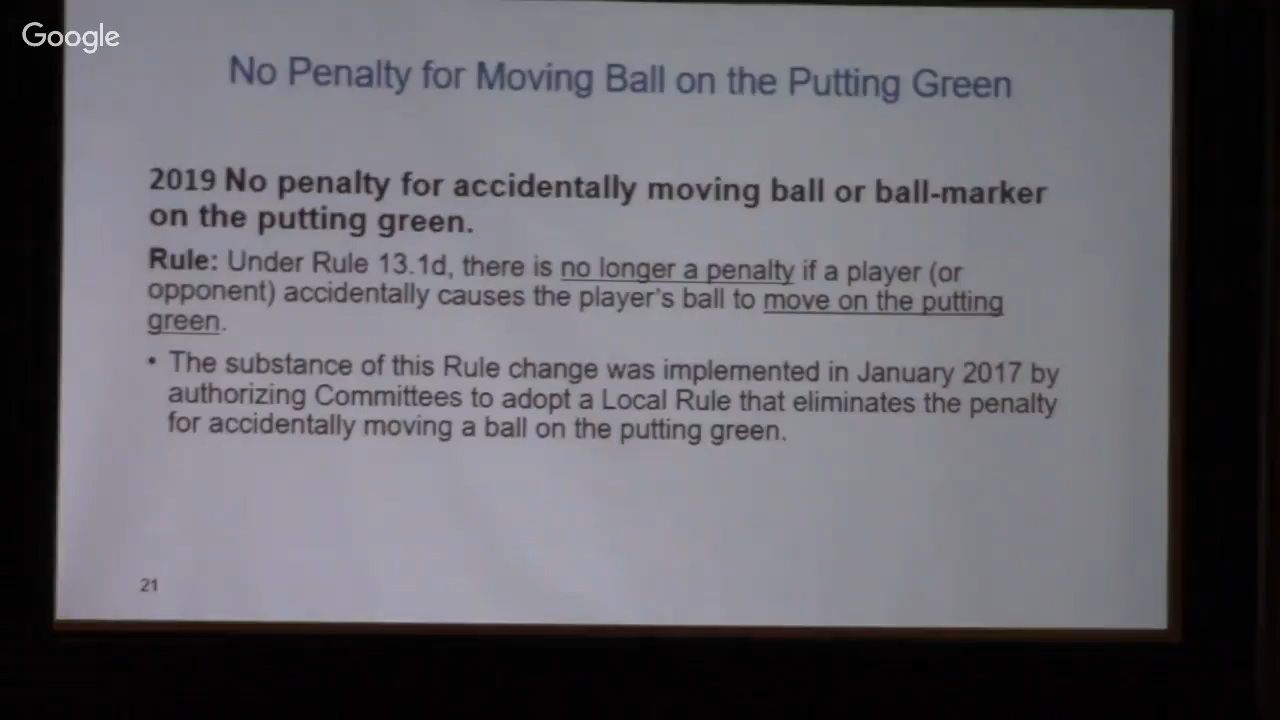 Google
No Penalty for Moving Ball on the Putting Green
2019 No penalty for accidentally moving ball or ball-marker
on the putting green.
Rule: Under Rule 13.1d, there is no longer a penalty if a player (or
opponent) accidentally causes the player's ball to move on the putting
green.
• The substance of this Rule change was implemented in January 2017 by
authorizing Committees to adopt a Local Rule that eliminates the penalty
for accidentally moving a ball on the putting green.
21